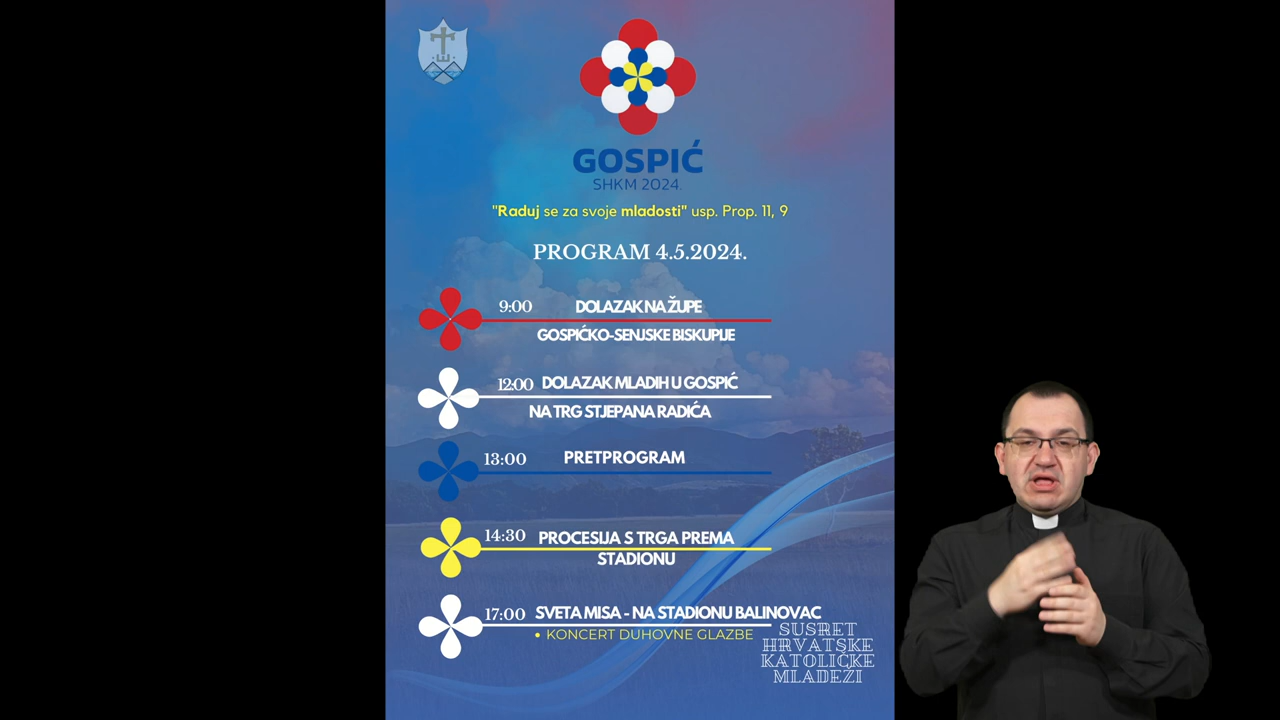 GOSPIĆ
SHKM 2024.
"Raduj se za svoje mladosti" usp. Prop. 11, 9
PROGRAM 4.5.2024.
9:00 DOLAZAK NA ŽUPE
GOSPIĆKO-SENJSKE BISKUPIJE
12:00 DOLAZAK MLADIH U GOSPIĆ
NA TRG STJEPANA RADIĆA
13:00 PRETPROGRAM
14:30 PROCESIJA S TRGA PREMA
STADIONU
17:00 SVETA MISA - NA STADIONU BALINOVAC
• KONCERT DUHOVNE GLAZBE
SUSRET
HRVATSKE
KATOLIČKE
MLADEŽI